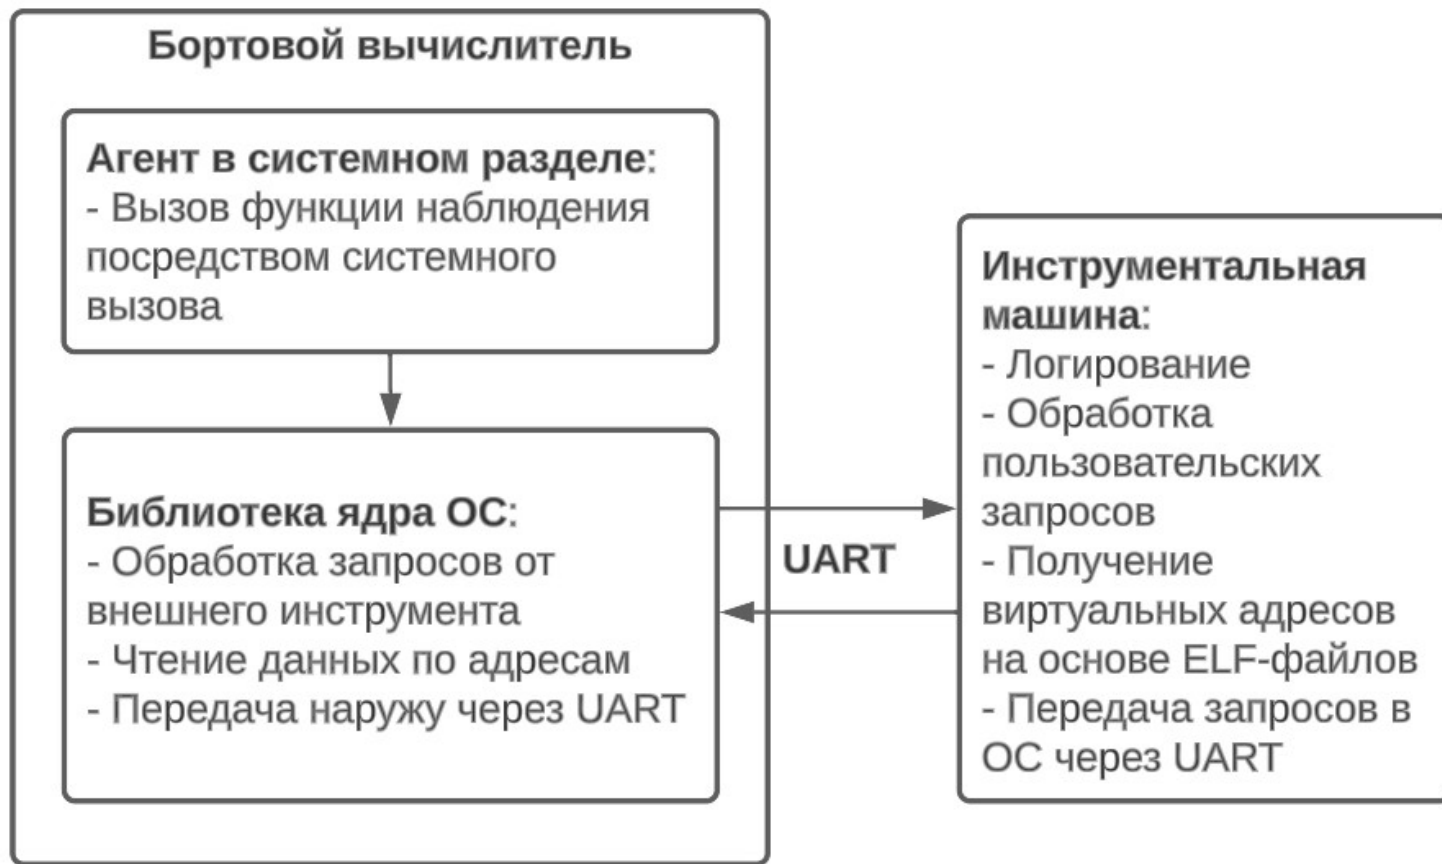 Бортовой вычислитель
Агент в системном разделе:
- Вызов функции наблюдения
посредством системного
вызова
Библиотека ядра ОС:
- Обработка запросов от
внешнего инструмента
- Чтение данных по адресам
- Передача наружу через UART
UART
Инструментальная
машина:
- Логирование
- Обработка
пользовательских
запросов
- Получение
виртуальных адресов
на основе ELF-файлов
- Передача запросов в
ОС через UART